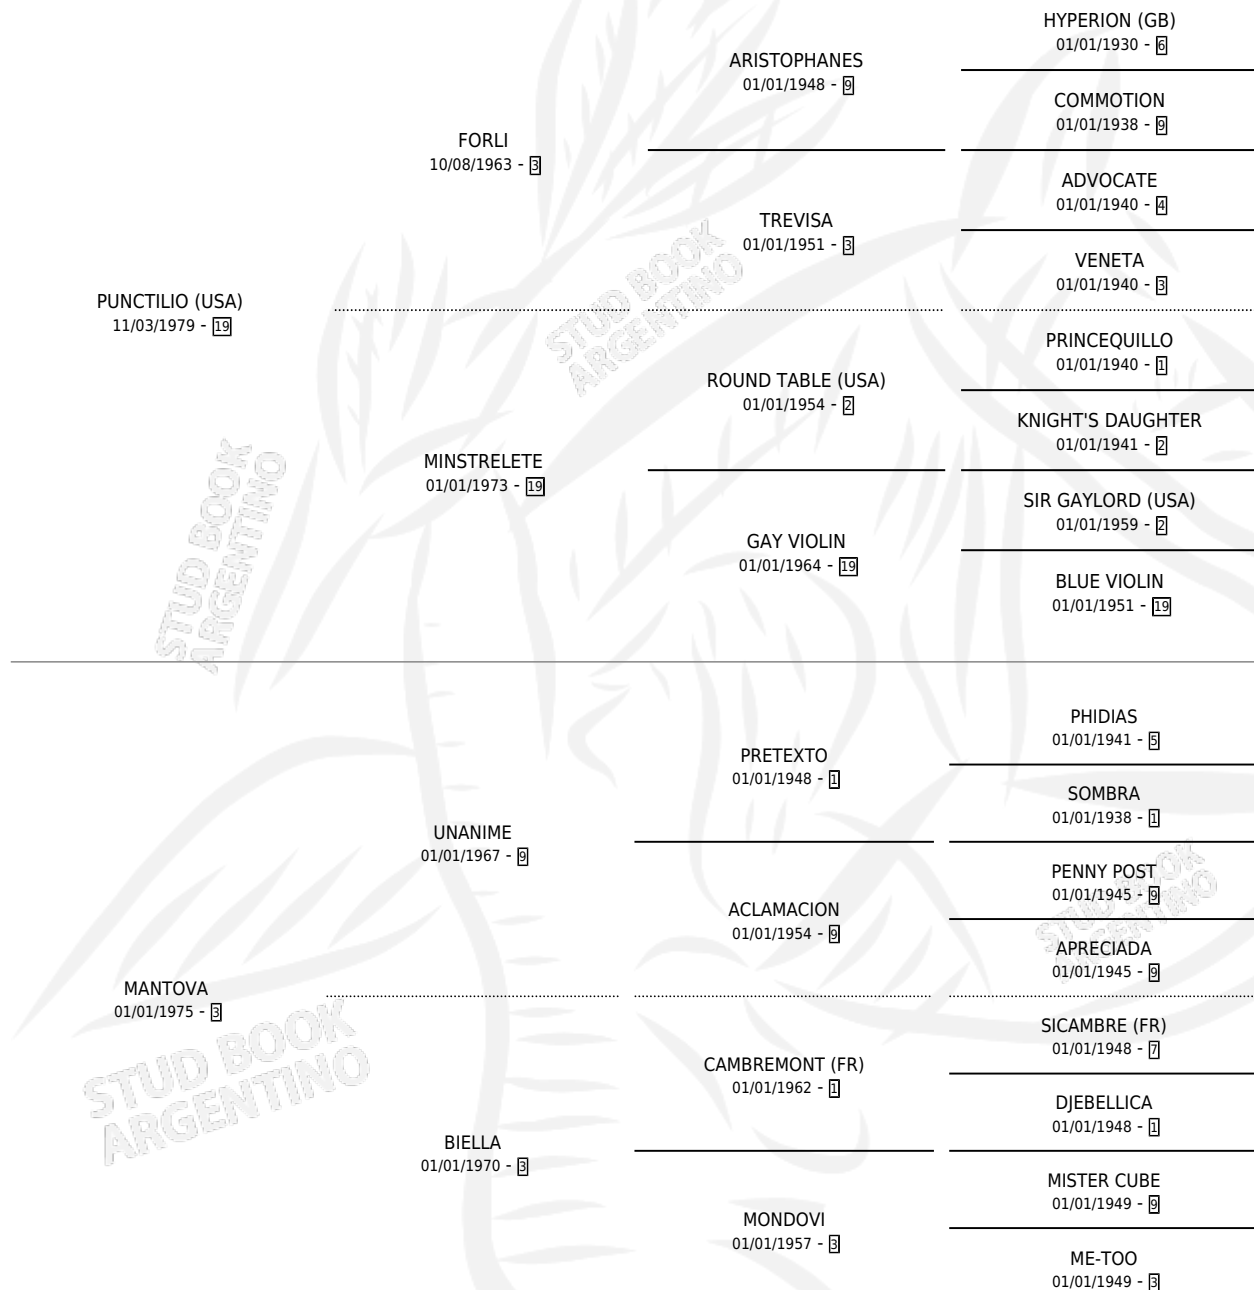 HYPERION (GB)
01/01/1930 - 6
ARISTOPHANES
01/01/1948 - 9
COMMOTION
01/01/1938 - 9
FORLI
10/08/1963 - 3
ADVOCATE
01/01/1940 - 4
TREVISA
01/01/1951 - 3
VENETA
01/01/1940 - 3
PUNCTILIO (USA)
11/03/1979 - 19
PRINCEQUILLO
01/01/1940 - 1
ROUND TABLE (USA)
01/01/1954 - 2
KNIGHT'S DAUGHTER
01/01/1941 - 2
MINSTRELETE
01/01/1973 - 19
SIR GAYLORD (USA)
01/01/1959 - 2
GAY VIOLIN
01/01/1964 - 19
BLUE VIOLIN
01/01/1951 - 19
PHIDIAS
01/01/1941 - 5
PRETEXTO
01/01/1948 - 1
SOMBRA
01/01/1938 - 1
UNANIME
01/01/1967 - 9
PENNY POST
01/01/1945 - 9
ACLAMACION
01/01/1954 - 9
APRECIADA
01/01/1945 - 9
MANTOVA
01/01/1975 - 3
SICAMBRE (FR)
01/01/1948 - 7
CAMBREMONT (FR)
01/01/1962 - 1
DJEBELLICA
01/01/1948 - 1
BIELLA
01/01/1970 - 3
MISTER CUBE
01/01/1949 - 9
MONDOVI
01/01/1957 - 3
ME-TOO
01/01/1949 - 3
STUD BOOK
ARGENTINO
STUD BOOK
ARGENTINO
STUD BOOK
ARGENTINO
STUD BOOK
ARGENTINO